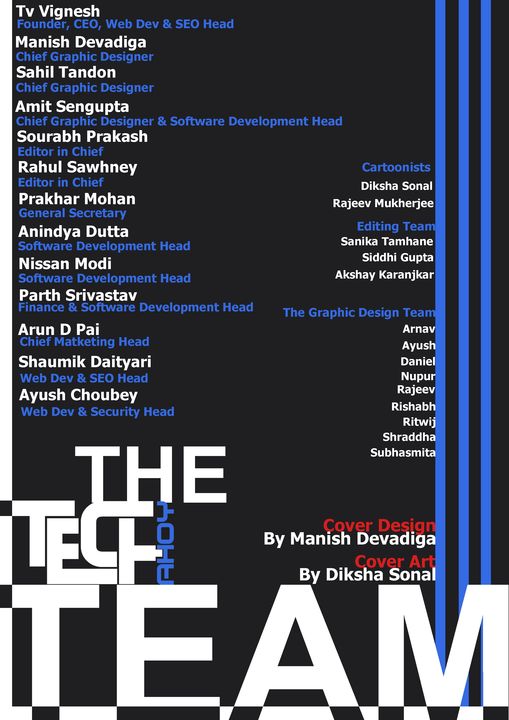 Tv Vignesh
Founder, CEO, Web Dev & SEO Head
Manish Devadiga
Chief Graphic Designer
Sahil Tandon
Chief Graphic Designer
Amit Sengupta
Chief Graphic Designer & Software Development Head
Sourabh Prakash
Editor in Chief
Rahul Sawhney
Editor in Chief
Prakhar Mohan
General Secretary
Anindya Dutta
Software Development Head
Nissan Modi
Software Development Head
Parth Srivastav
Finance & Software Development Head
Arun D Pai
Chief Matketing Head
Shaumik Daityari
Web Dev & SEO Head
Ayush Choubey
Web Dev & Security Head
Cartoonists
Diksha Sonal
Rajeev Mukherjee
Editing Team
Sanika Tamhane
Siddhi Gupta
Akshay Karanjkar
The Graphic Design Team
Arnav
Ayush
Daniel
Nupur
Rajeev
Rishabh
Ritwij
Shraddha
Subhasmita
Cover Design
By Manish Devadiga
Cover Art
By Diksha Sonal
THE
TECH
AHOY
TEAM